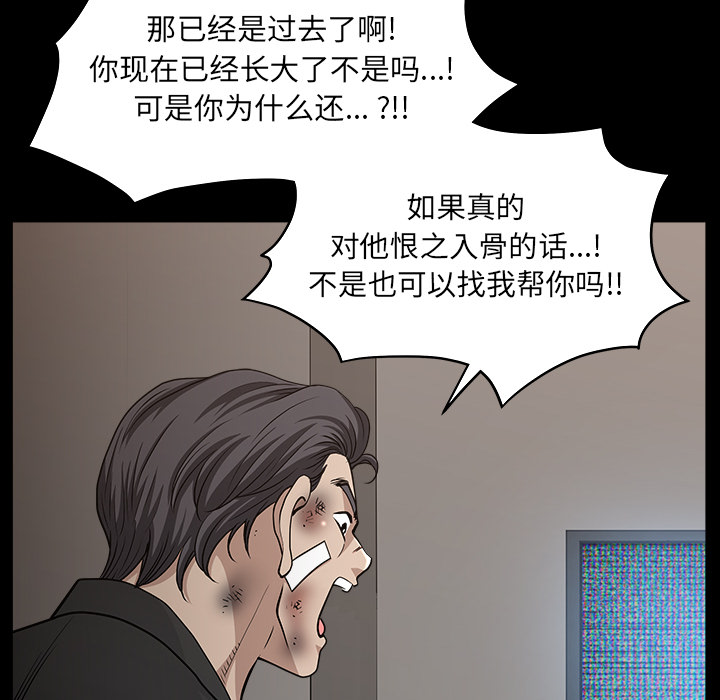 那已经是过去了啊!
你现在已经长大了不是吗...!
可是你为什么还... ?!!
如果真的
对他恨之入骨的话...!
不是也可以找我帮你吗!!